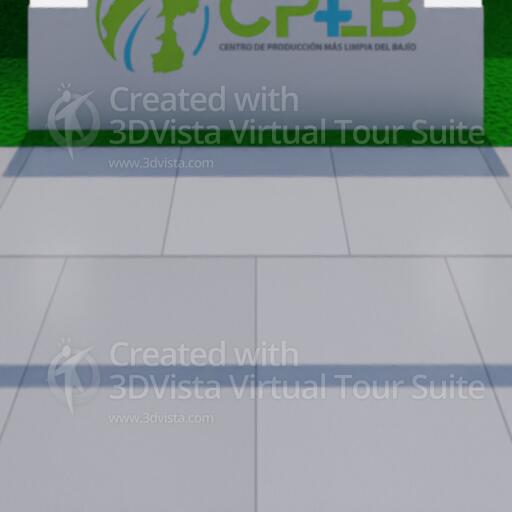 CP+LB
CENTRO DE PRODUCCIÓN MÁS LIMPIA DEL BAJÍO
Created with
3DVista Virtual Tour Suite
www.3dvista.com
Created with
3DVista Virtual Tour Suite
www.3dvista.com